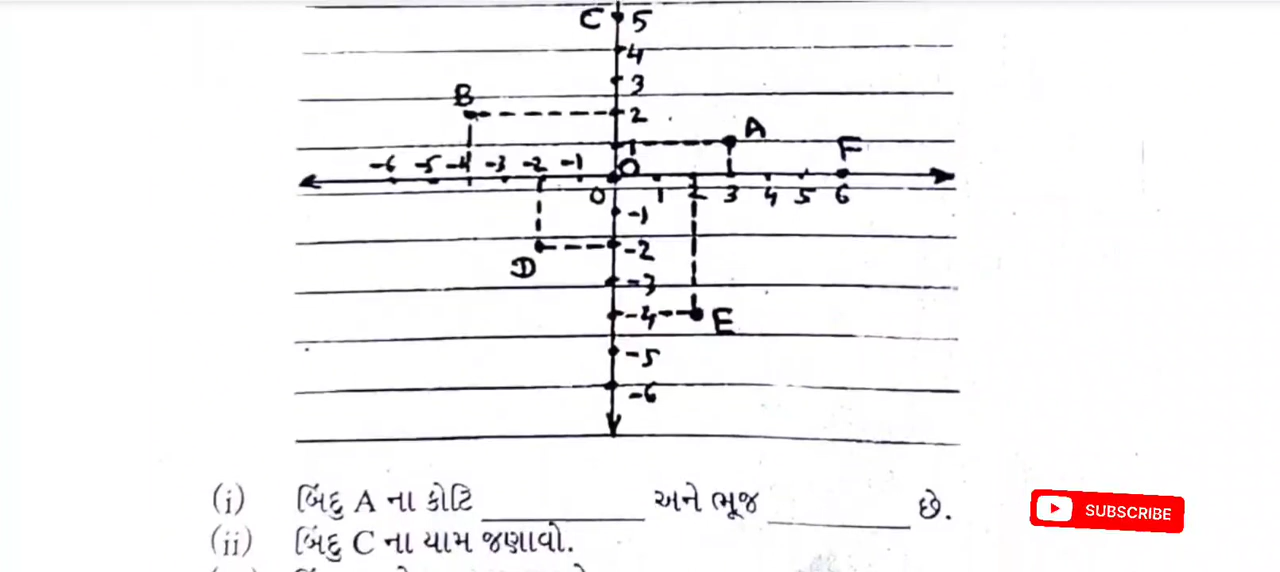 C 5
4
3
B
2
1 A
-6 -5 -4 -3 -2 -1 F
0 1 2 3 4 5 6
-1
-2
D
-3
-4 E
-5
-6
(i) બિંદુ A ના કોટિ __________ અને ભૂજ __________ છે.
SUBSCRIBE
(ii) બિંદુ C ના યામ જણાવો.